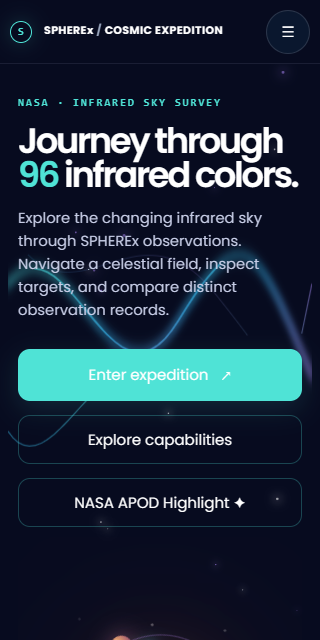 S SPHEREx / COSMIC EXPEDITION ☰
NASA · INFRARED SKY SURVEY
Journey through
96 infrared colors.
Explore the changing infrared sky
through SPHEREx observations.
Navigate a celestial field, inspect
targets, and compare distinct
observation records.
Enter expedition ↗
Explore capabilities
NASA APOD Highlight ✦